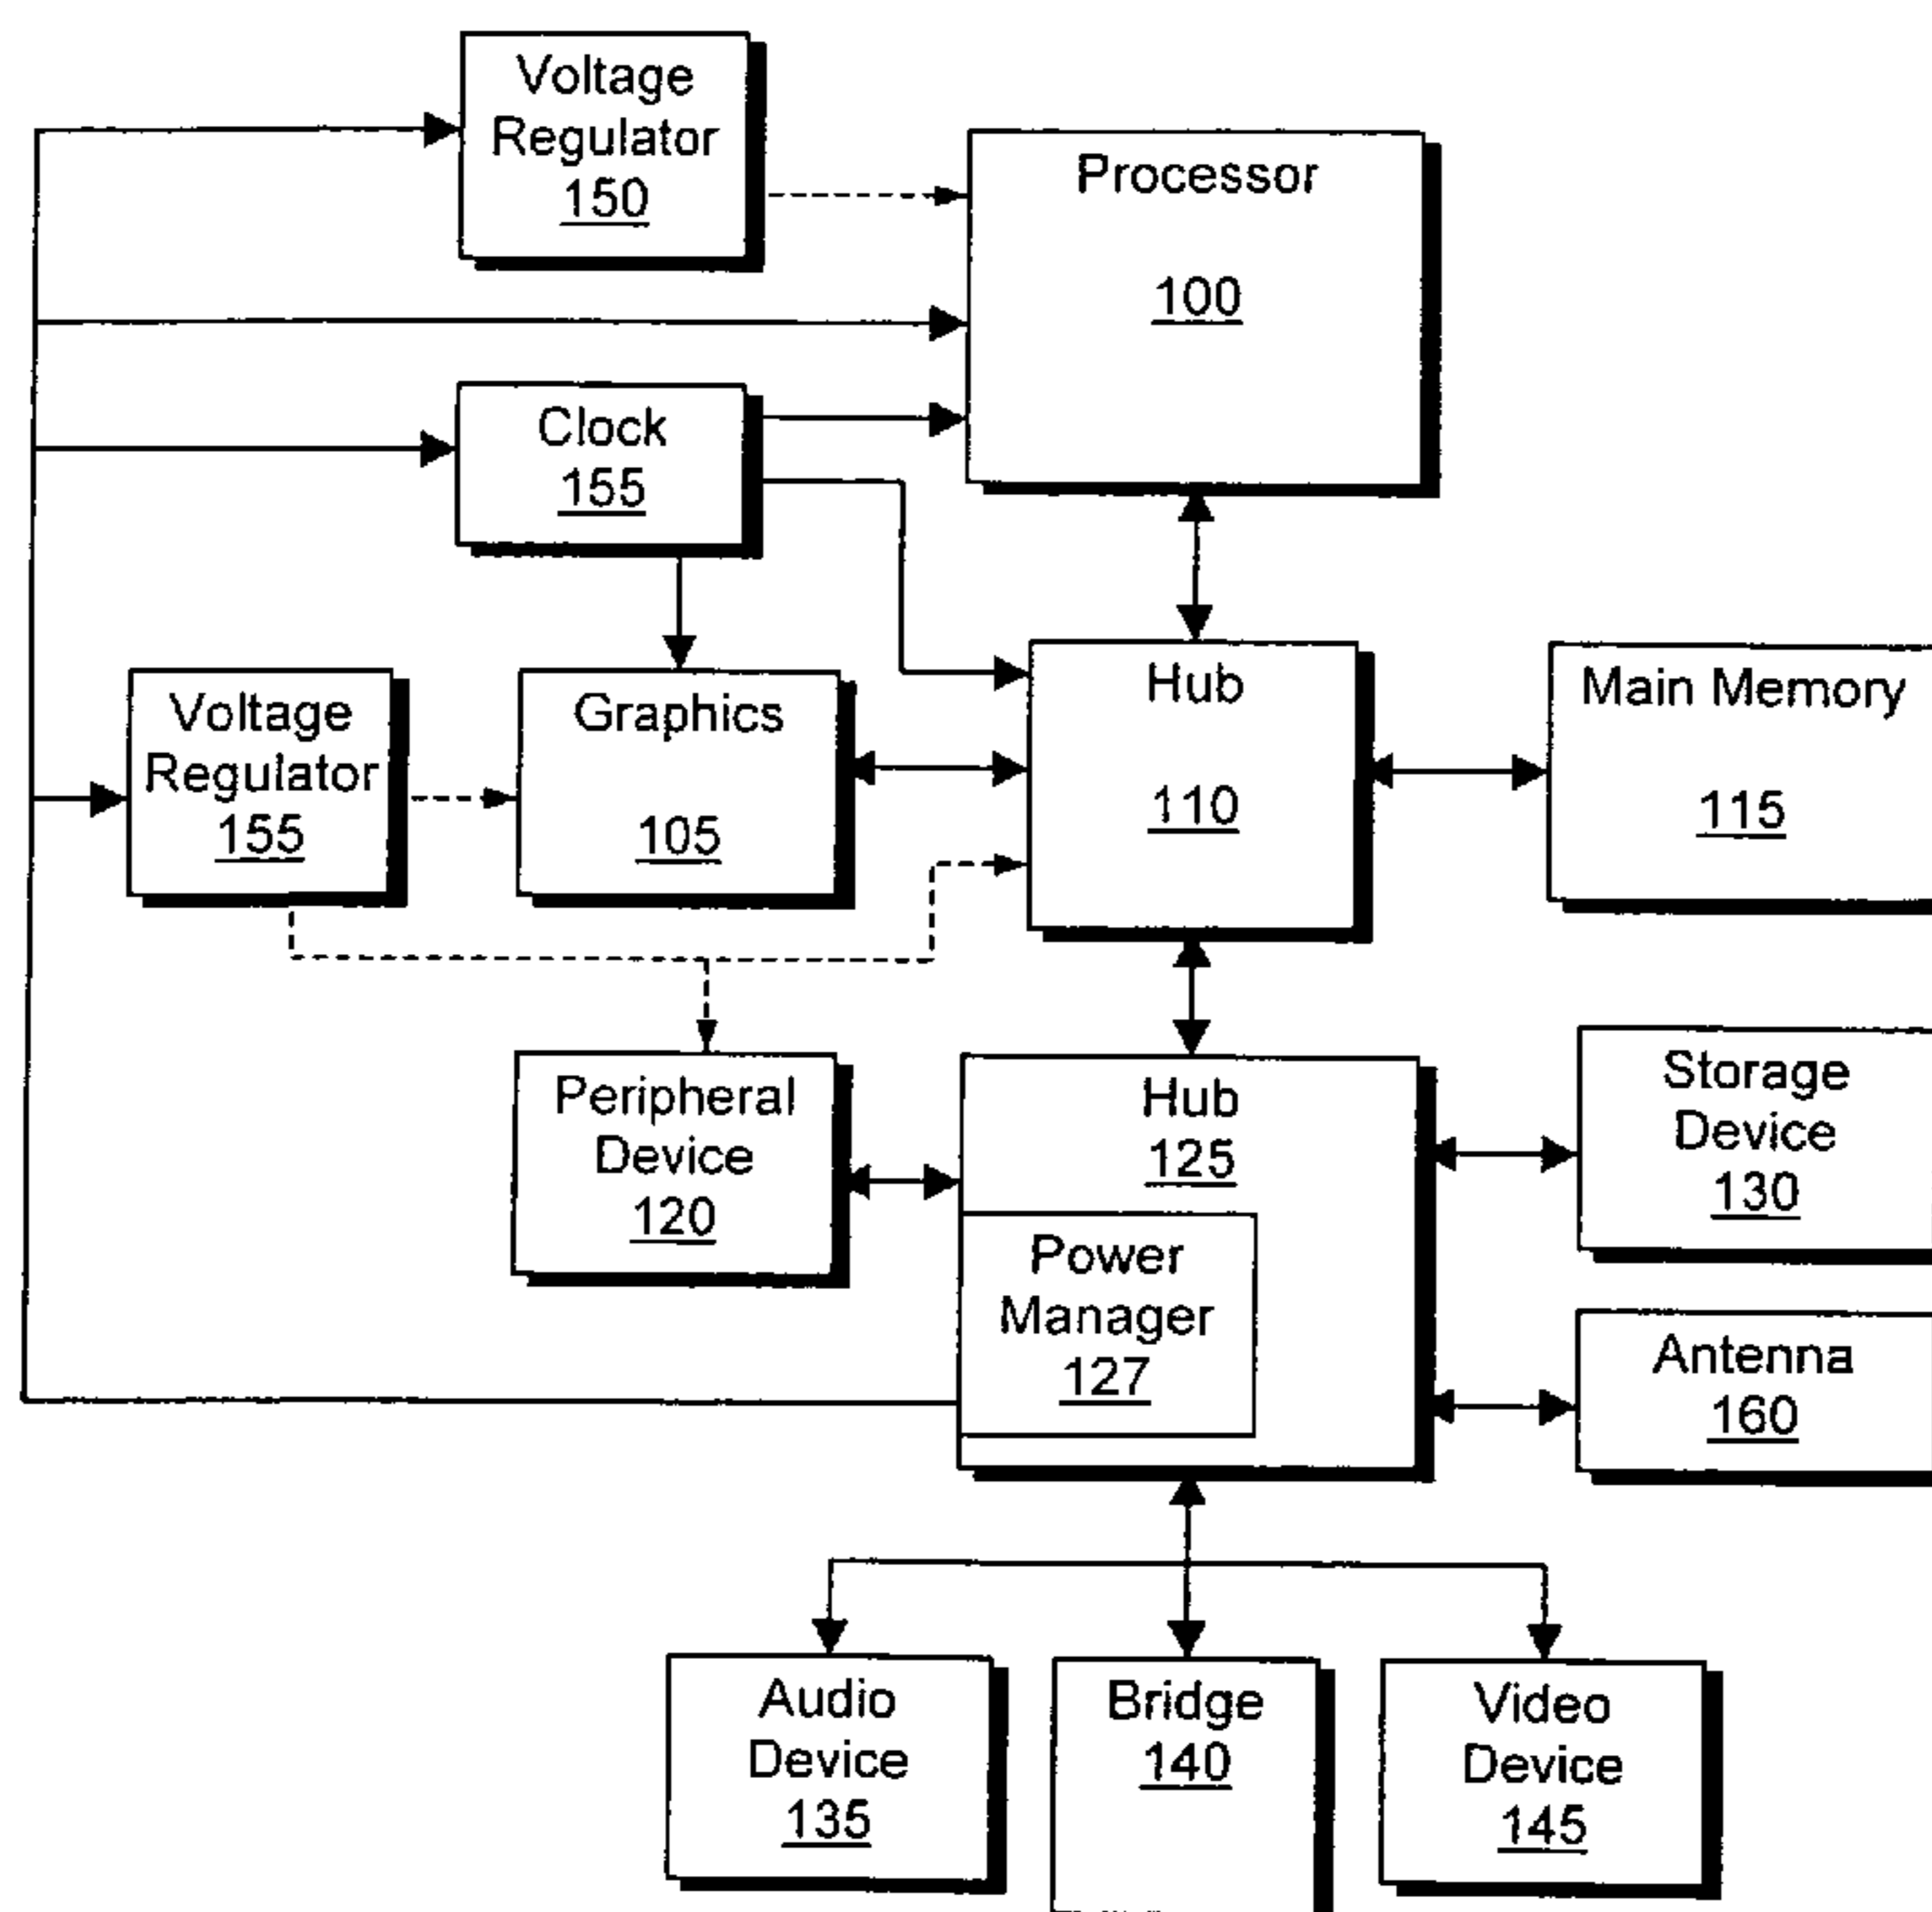 Voltage
Regulator
150
Processor
100
Clock
155
Voltage
Regulator
155
Graphics
105
Hub
110
Main Memory
115
Peripheral
Device
120
Hub
125
Power
Manager
127
Storage
Device
130
Antenna
160
Audio
Device
135
Bridge
140
Video
Device
145